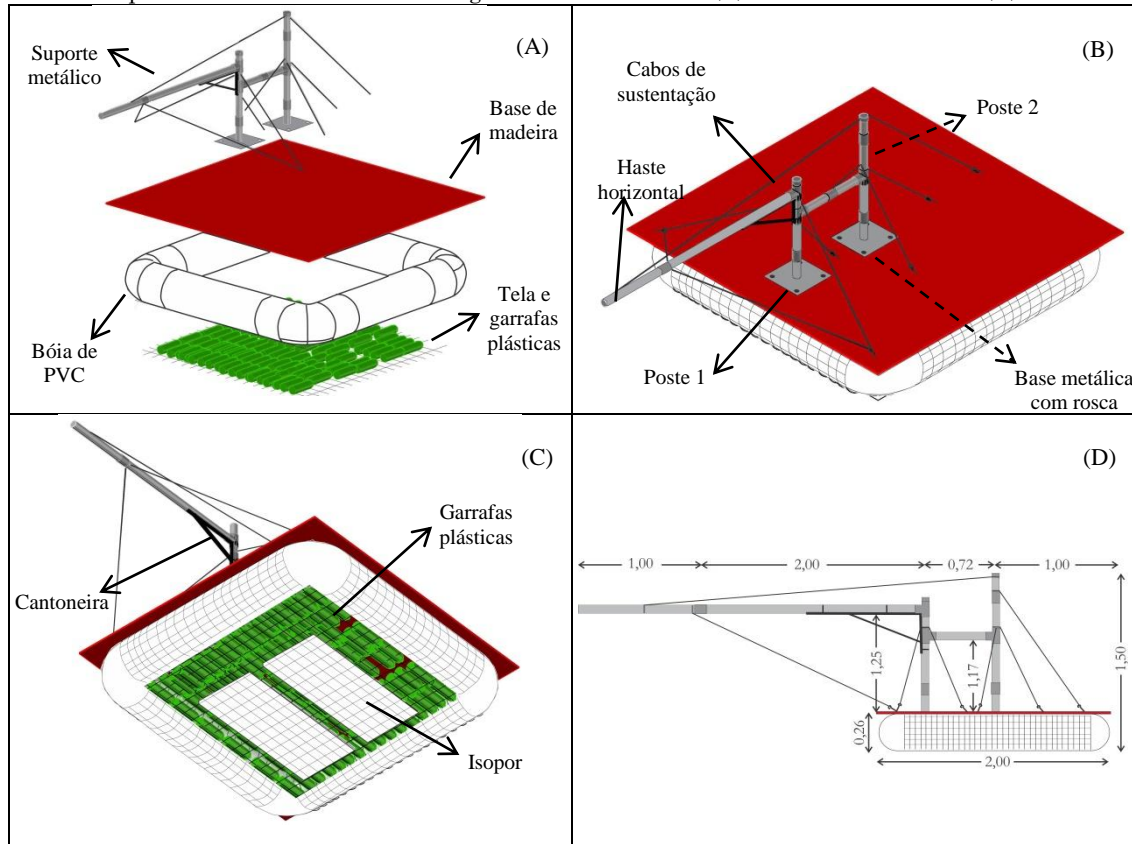 (A)
Suporte
metálico
Base de
madeira
Tela e
garrafas
plásticas
Bóia de
PVC
(B)
Cabos de
sustentação
Poste 2
Haste
horizontal
Poste 1
Base metálica
com rosca
(C)
Garrafas
plásticas
Cantoneira
Isopor
(D)
1,00 2,00 0,72 1,00
1,25
1,17
1,50
0,26
2,00